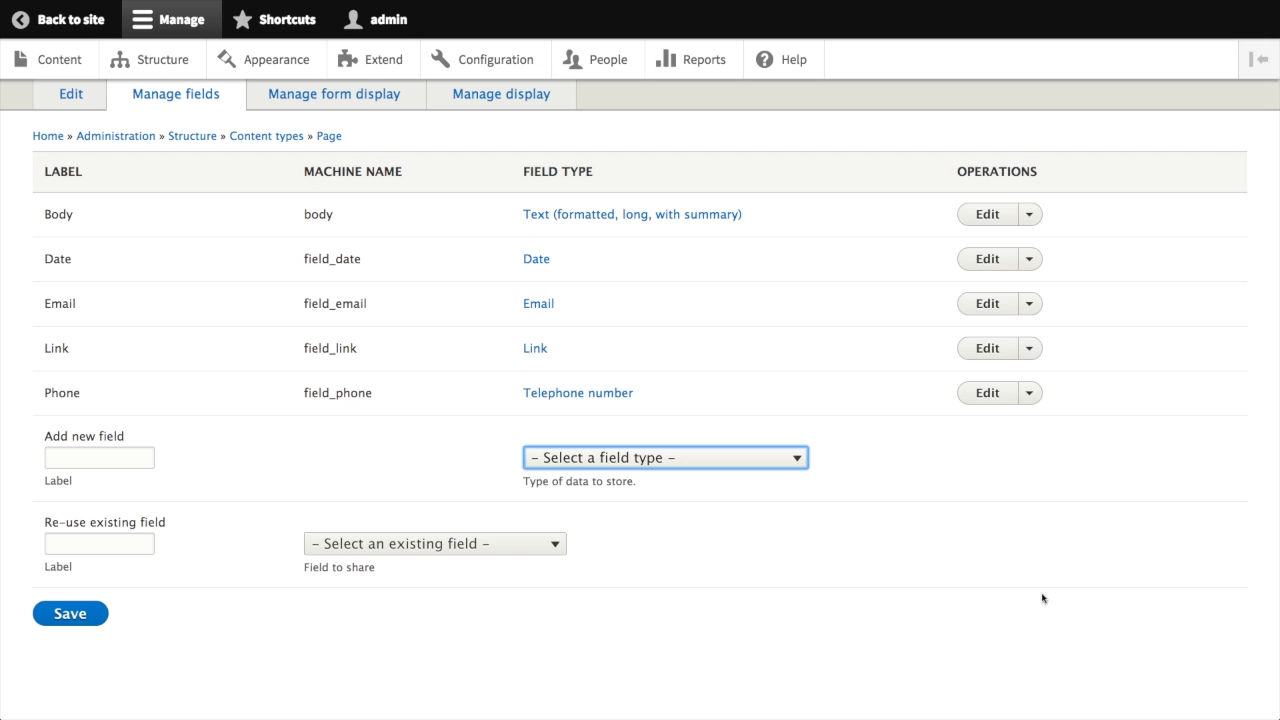 Back to site Manage Shortcuts admin
Content Structure Appearance Extend Configuration People Reports Help
Edit Manage fields Manage form display Manage display
Home » Administration » Structure » Content types » Page
LABEL MACHINE NAME FIELD TYPE OPERATIONS
Body body Text (formatted, long, with summary) Edit
Date field_date Date Edit
Email field_email Email Edit
Link field_link Link Edit
Phone field_phone Telephone number Edit
Add new field
– Select a field type –
Label Type of data to store.
Re-use existing field
– Select an existing field –
Label Field to share
Save